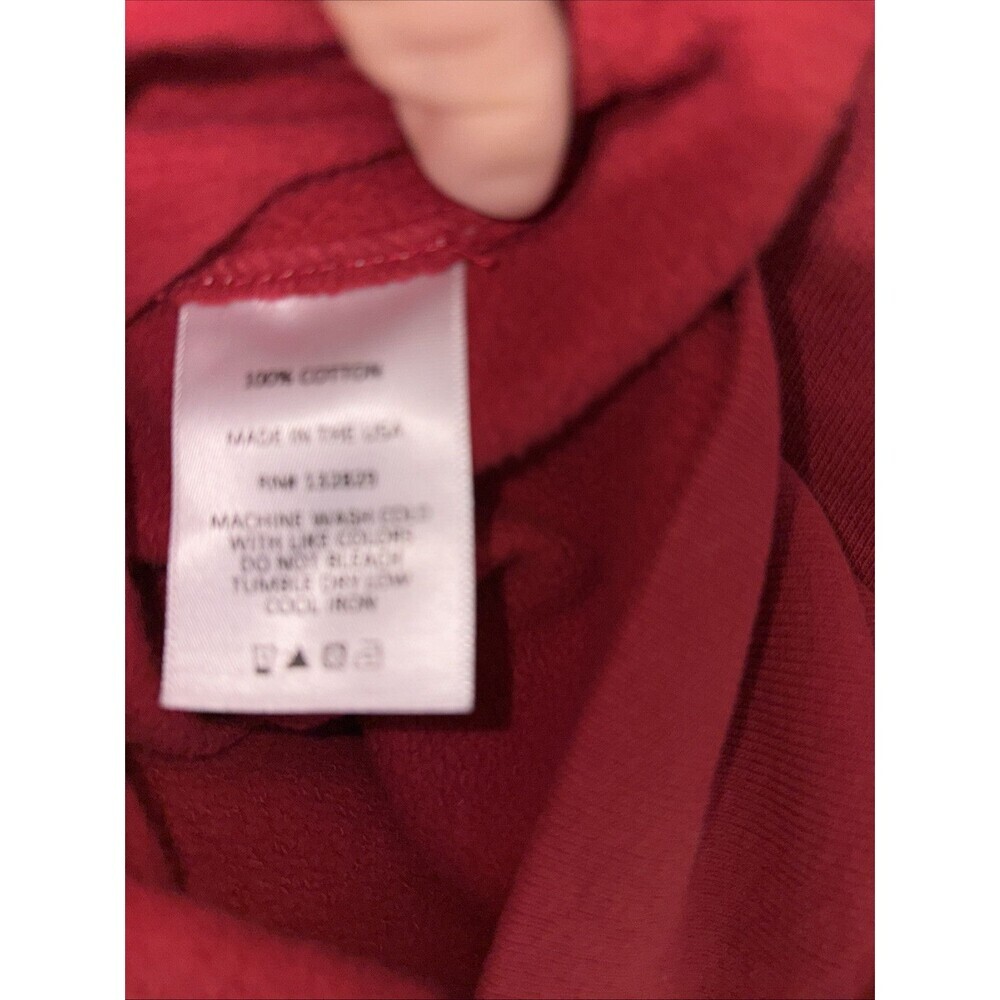 100% COTTON
MADE IN THE USA
RN#
MACHINE WASH COLD
WITH LIKE COLORS
DO NOT BLEACH
TUMBLE DRY LOW
COOL IRON